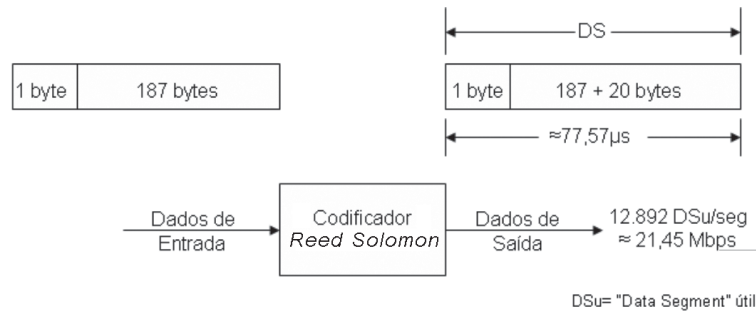 DS
1 byte
187 bytes
1 byte
187 + 20 bytes
≈77,57µs
Dados de
Entrada
Codificador
Reed Solomon
Dados de
Saída
12.892 DSu/seg
≈ 21,45 Mbps
DSu= "Data Segment" útil